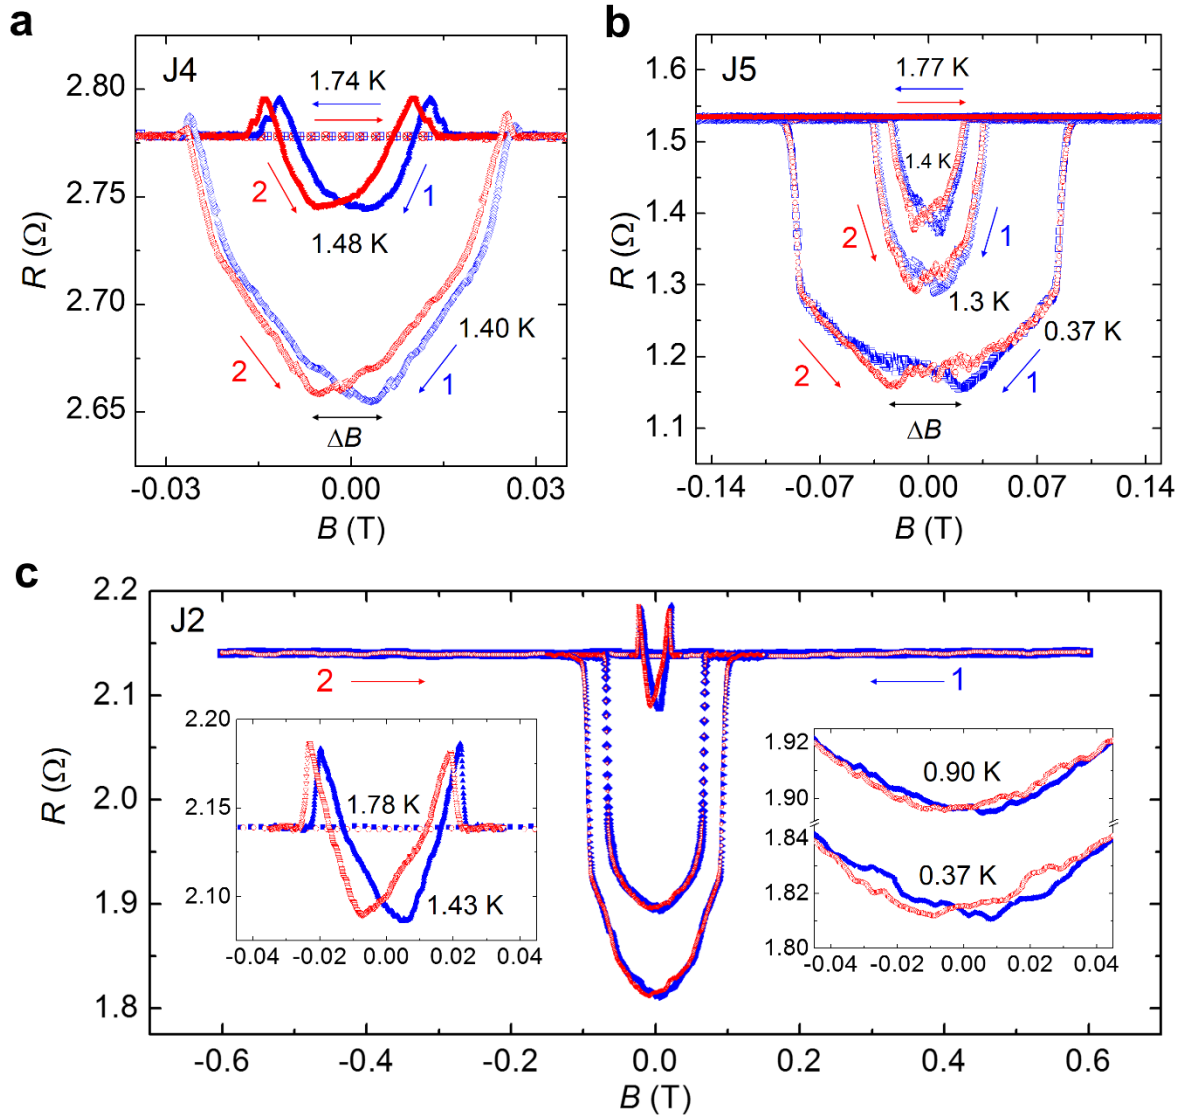 a
J4
1.74 K
2
1
1.48 K
1.40 K
2
1
ΔB
2.80
2.75
2.70
2.65
R (Ω)
-0.03 0.00 0.03
B (T)
b
J5
1.77 K
1.4 K
2
1
1.3 K
0.37 K
2
1
ΔB
1.6
1.5
1.4
1.3
1.2
1.1
R (Ω)
-0.14 -0.07 0.00 0.07 0.14
B (T)
c
J2
2
1
2.2
2.1
2.0
1.9
1.8
R (Ω)
-0.6 -0.4 -0.2 0.0 0.2 0.4 0.6
B (T)
2.20
2.15
2.10
1.78 K
1.43 K
-0.04 -0.02 0.00 0.02 0.04
1.92
1.90
1.84
1.82
1.80
0.90 K
0.37 K
-0.04 -0.02 0.00 0.02 0.04